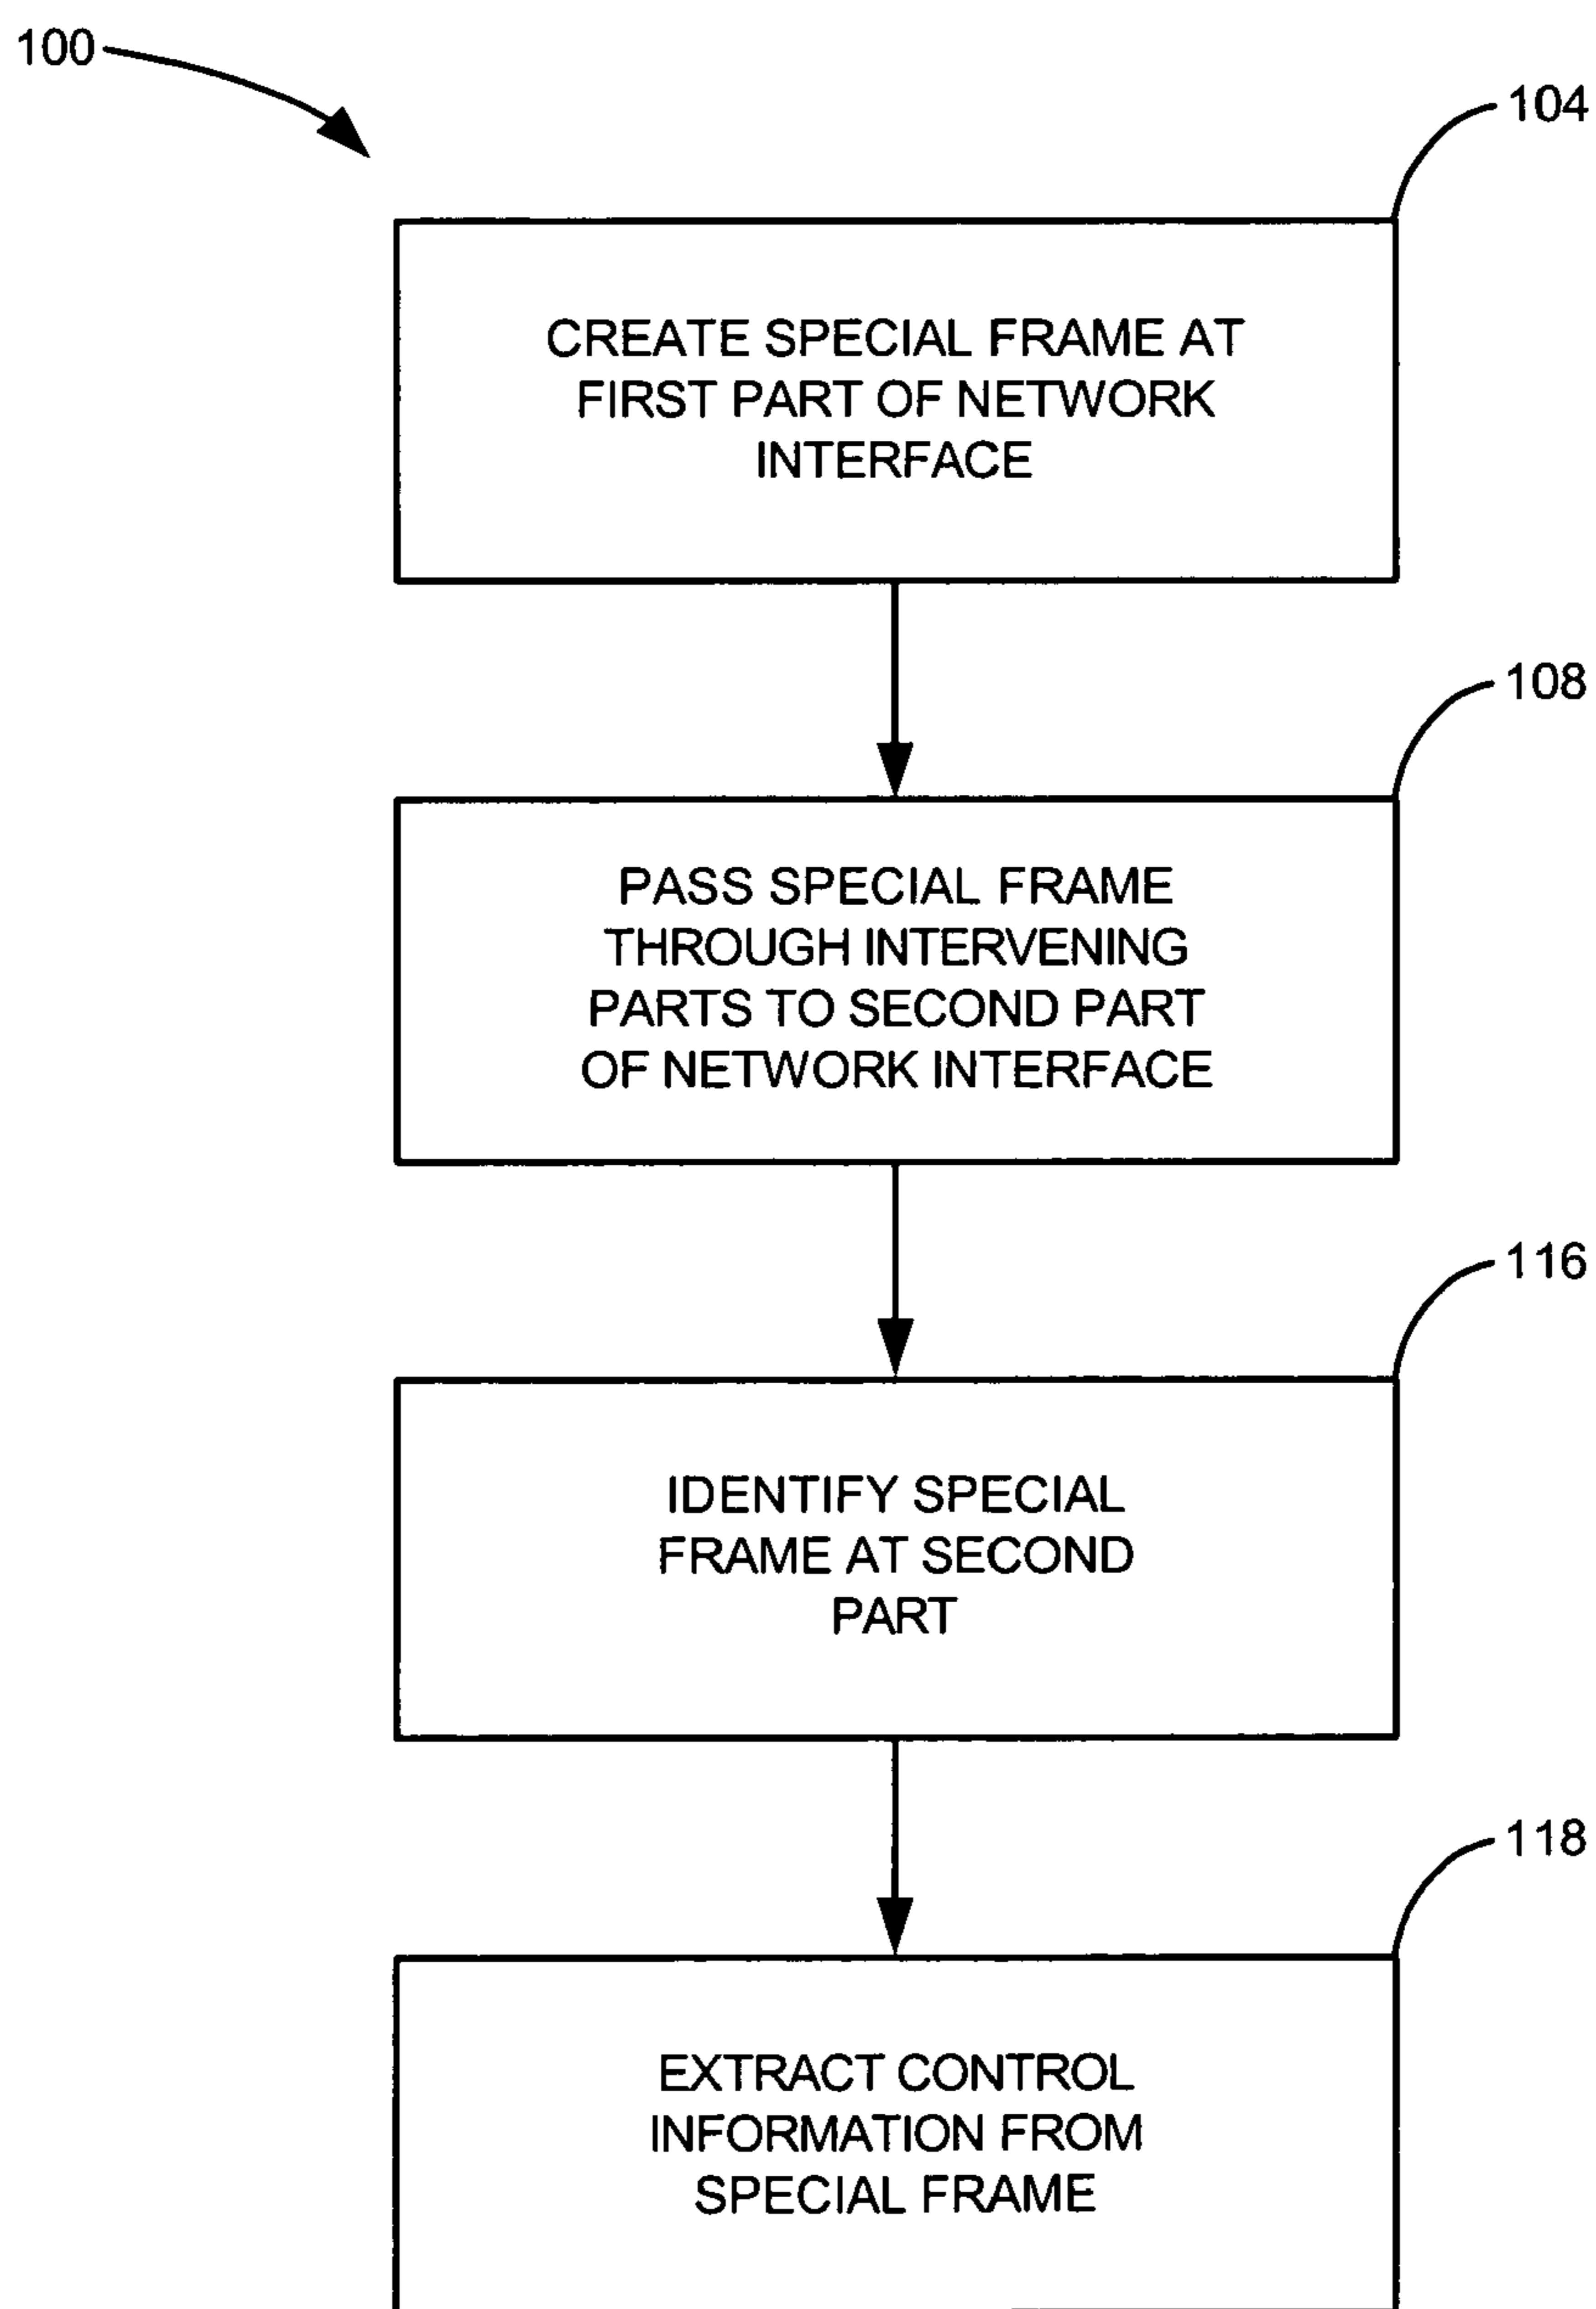 100
104
CREATE SPECIAL FRAME AT
FIRST PART OF NETWORK
INTERFACE
108
PASS SPECIAL FRAME
THROUGH INTERVENING
PARTS TO SECOND PART
OF NETWORK INTERFACE
116
IDENTIFY SPECIAL
FRAME AT SECOND
PART
118
EXTRACT CONTROL
INFORMATION FROM
SPECIAL FRAME